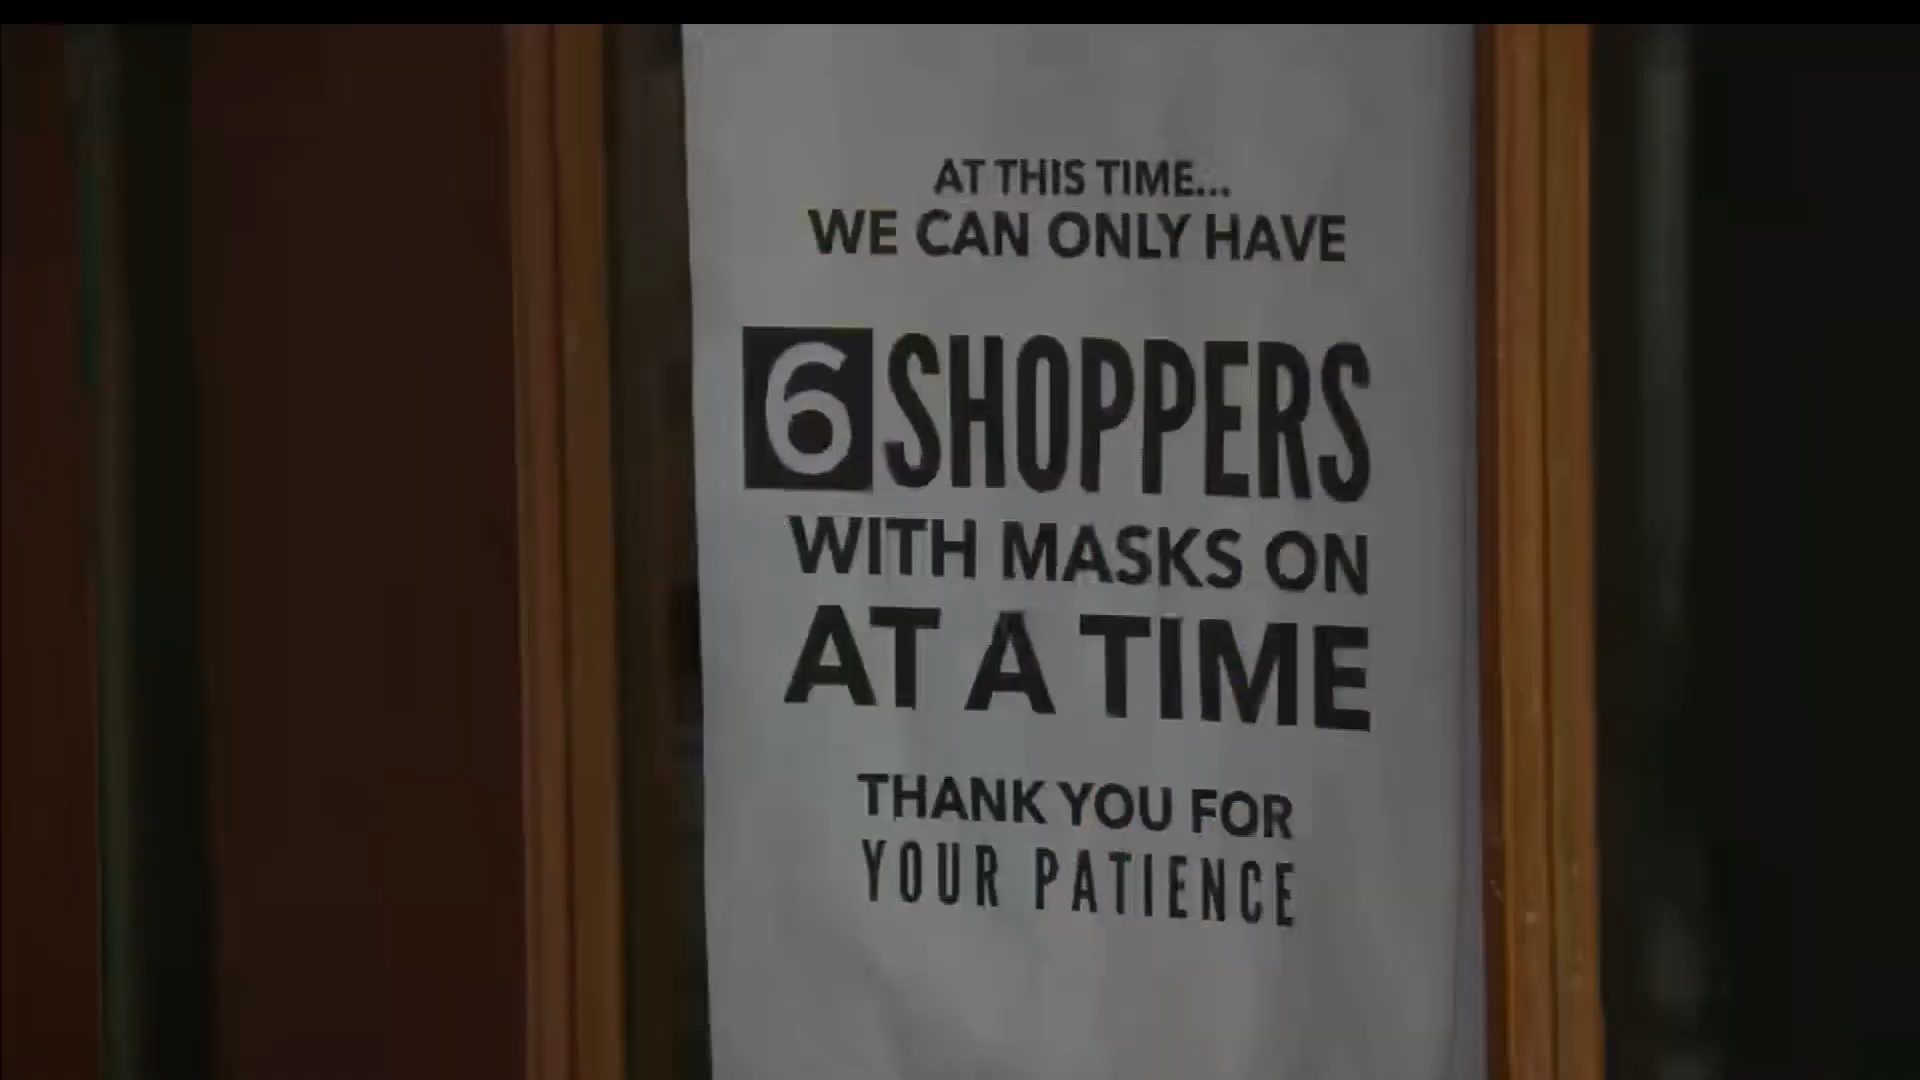 AT THIS TIME...
WE CAN ONLY HAVE
6 SHOPPERS
WITH MASKS ON
AT A TIME
THANK YOU FOR
YOUR PATIENCE